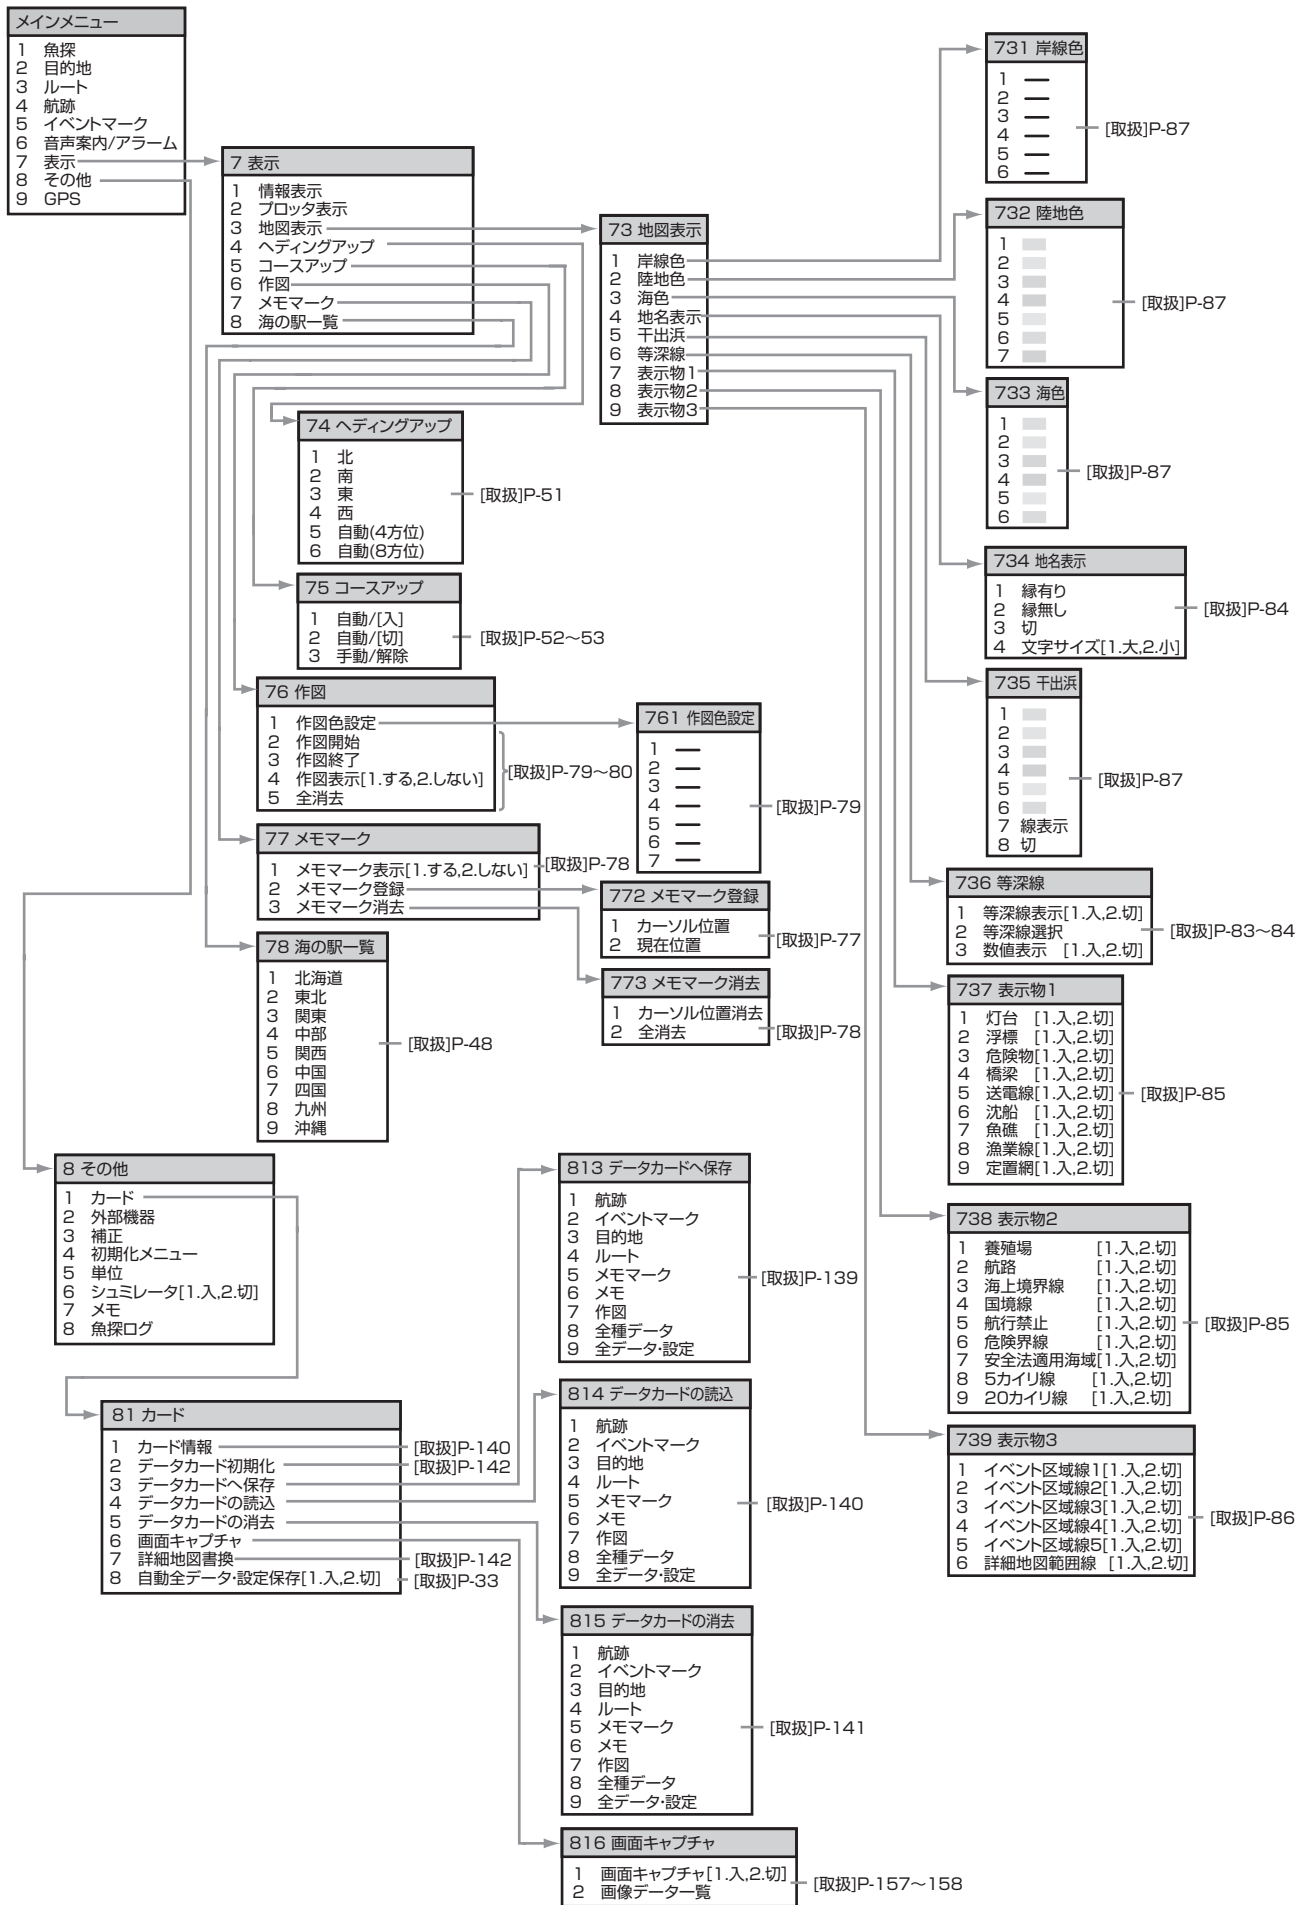 メインメニュー
1 魚探
2 目的地
3 ルート
4 航跡
5 イベントマーク
6 音声案内/アラーム
7 表示
8 その他
9 GPS
7 表示
1 情報表示
2 プロッタ表示
3 地図表示
4 ヘディングアップ
5 コースアップ
6 作図
7 メモマーク
8 海の駅一覧
73 地図表示
1 岸線色
2 陸地色
3 海色
4 地名表示
5 干出浜
6 等深線
7 表示物1
8 表示物2
9 表示物3
731 岸線色
1
2
3
4
5
6
[取扱]P-87
732 陸地色
1
2
3
4
5
6
7
[取扱]P-87
733 海色
1
2
3
4
5
6
[取扱]P-87
734 地名表示
1 縁有り
2 縁無し
3 切
4 文字サイズ[1.大,2.小]
[取扱]P-84
735 干出浜
1
2
3
4
5
6
7 線表示
8 切
[取扱]P-87
736 等深線
1 等深線表示[1.入,2.切]
2 等深線選択
3 数値表示 [1.入,2.切]
[取扱]P-83～84
737 表示物1
1 灯台 [1.入,2.切]
2 浮標 [1.入,2.切]
3 危険物[1.入,2.切]
4 橋梁 [1.入,2.切]
5 送電線[1.入,2.切]
6 沈船 [1.入,2.切]
7 魚礁 [1.入,2.切]
8 漁業線[1.入,2.切]
9 定置網[1.入,2.切]
[取扱]P-85
738 表示物2
1 養殖場 [1.入,2.切]
2 航路 [1.入,2.切]
3 海上境界線 [1.入,2.切]
4 国境線 [1.入,2.切]
5 航行禁止 [1.入,2.切]
6 危険界線 [1.入,2.切]
7 安全法適用海域[1.入,2.切]
8 5カイリ線 [1.入,2.切]
9 20カイリ線 [1.入,2.切]
[取扱]P-85
739 表示物3
1 イベント区域線1[1.入,2.切]
2 イベント区域線2[1.入,2.切]
3 イベント区域線3[1.入,2.切]
4 イベント区域線4[1.入,2.切]
5 イベント区域線5[1.入,2.切]
6 詳細地図範囲線 [1.入,2.切]
[取扱]P-86
74 ヘディングアップ
1 北
2 南
3 東
4 西
5 自動(4方位)
6 自動(8方位)
[取扱]P-51
75 コースアップ
1 自動/[入]
2 自動/[切]
3 手動/解除
[取扱]P-52～53
76 作図
1 作図色設定
2 作図開始
3 作図終了
4 作図表示[1.する,2.しない]
5 全消去
[取扱]P-79～80
761 作図色設定
1
2
3
4
5
6
7
[取扱]P-79
77 メモマーク
1 メモマーク表示[1.する,2.しない]
2 メモマーク登録
3 メモマーク消去
[取扱]P-78
772 メモマーク登録
1 カーソル位置
2 現在位置
[取扱]P-77
773 メモマーク消去
1 カーソル位置消去
2 全消去
[取扱]P-78
78 海の駅一覧
1 北海道
2 東北
3 関東
4 中部
5 関西
6 中国
7 四国
8 九州
9 沖縄
[取扱]P-48
8 その他
1 カード
2 外部機器
3 補正
4 初期化メニュー
5 単位
6 シュミレータ[1.入,2.切]
7 メモ
8 魚探ログ
81 カード
1 カード情報
2 データカード初期化
3 データカードへ保存
4 データカードの読込
5 データカードの消去
6 画面キャプチャ
7 詳細地図書換
8 自動全データ・設定保存[1.入,2.切]
[取扱]P-140
[取扱]P-142
[取扱]P-142
[取扱]P-33
813 データカードへ保存
1 航跡
2 イベントマーク
3 目的地
4 ルート
5 メモマーク
6 メモ
7 作図
8 全種データ
9 全データ・設定
[取扱]P-139
814 データカードの読込
1 航跡
2 イベントマーク
3 目的地
4 ルート
5 メモマーク
6 メモ
7 作図
8 全種データ
9 全データ・設定
[取扱]P-140
815 データカードの消去
1 航跡
2 イベントマーク
3 目的地
4 ルート
5 メモマーク
6 メモ
7 作図
8 全種データ
9 全データ・設定
[取扱]P-141
816 画面キャプチャ
1 画面キャプチャ[1.入,2.切]
2 画像データ一覧
[取扱]P-157～158